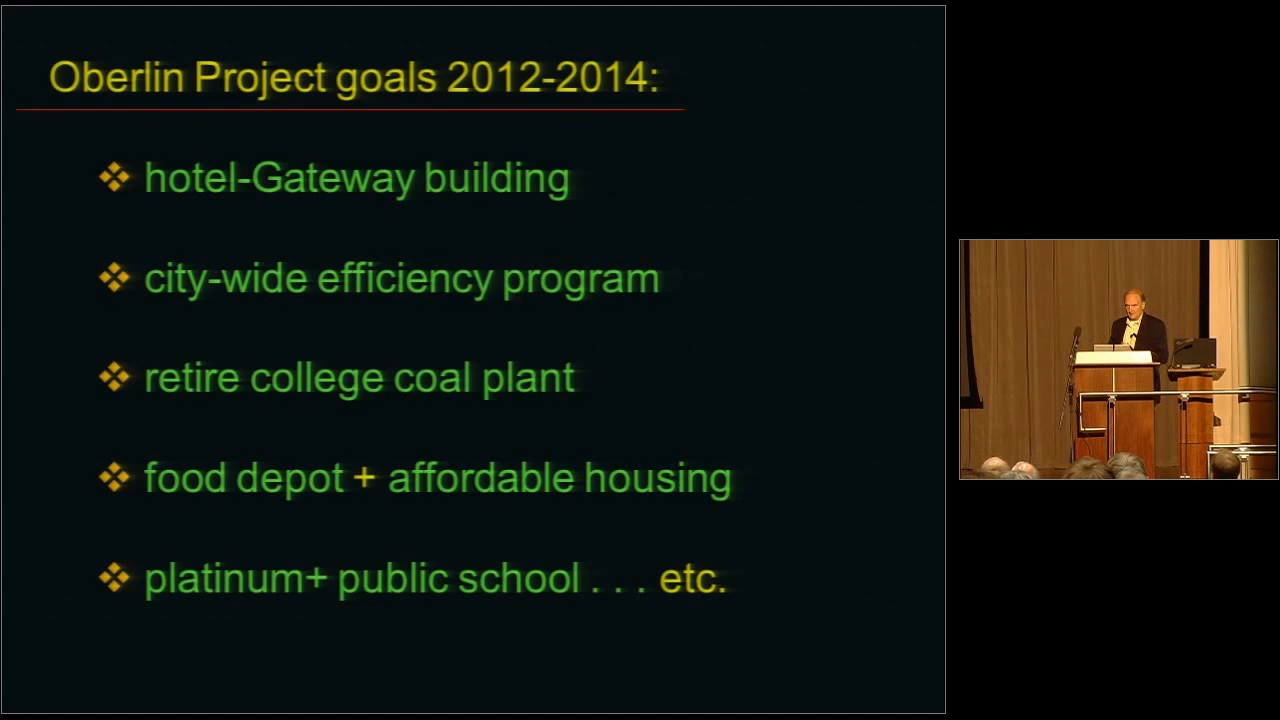 Oberlin Project goals 2012-2014:
hotel-Gateway building
city-wide efficiency program
retire college coal plant
food depot + affordable housing
platinum+ public school . . . etc.